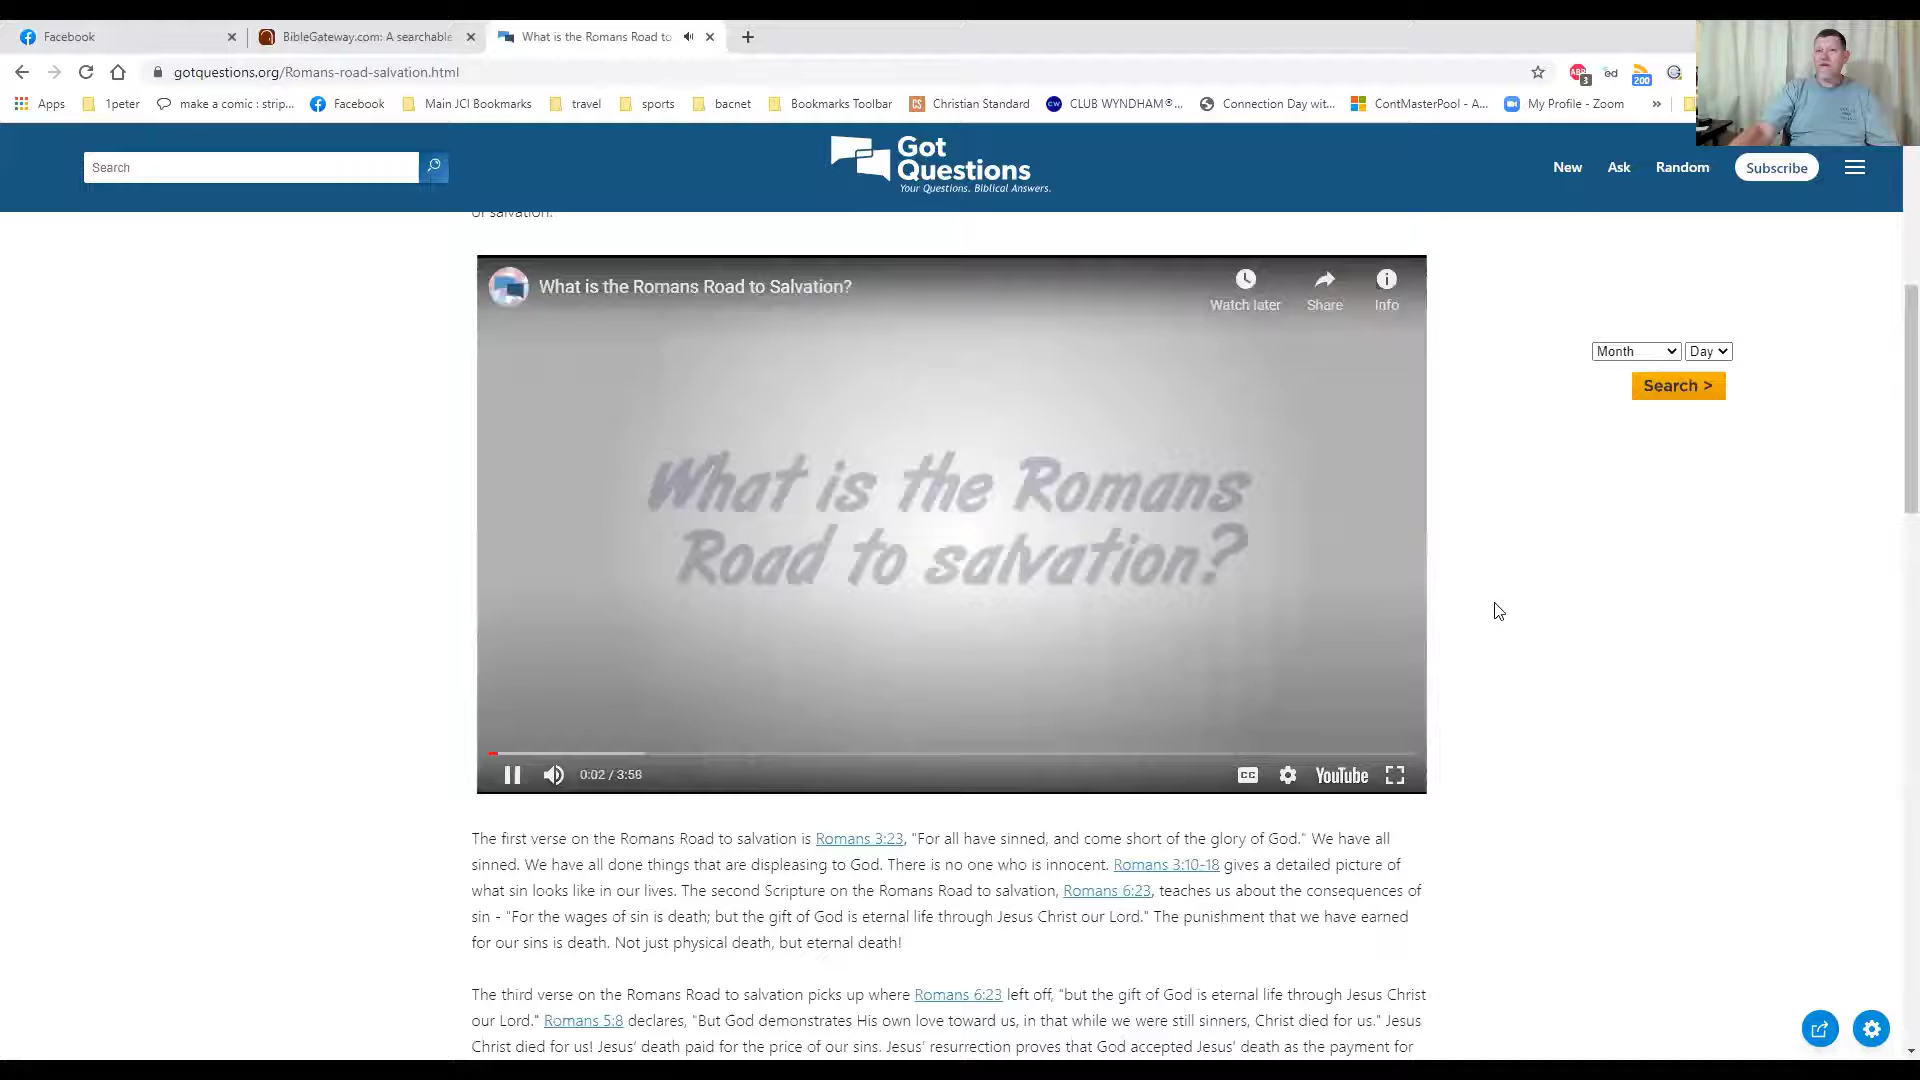 Facebook
BibleGateway.com: A searchable
What is the Romans Road to
gotquestions.org/Romans-road-salvation.html
ABP
3
ed
200
Apps
1peter
make a comic : strip...
Facebook
Main JCI Bookmarks
travel
sports
bacnet
Bookmarks Toolbar
CS
Christian Standard
CW
CLUB WYNDHAM®...
Connection Day wit...
ContMasterPool - A...
My Profile - Zoom
»
Search
Got
Questions
Your Questions. Biblical Answers.
New
Ask
Random
Subscribe
of salvation.
What is the Romans Road to Salvation?
Watch later
Share
Info
Month
Day
Search >
What is the Romans
Road to salvation?
0:02 / 3:58
CC
YouTube
The first verse on the Romans Road to salvation is Romans 3:23, "For all have sinned, and come short of the glory of God." We have all
sinned. We have all done things that are displeasing to God. There is no one who is innocent. Romans 3:10-18 gives a detailed picture of
what sin looks like in our lives. The second Scripture on the Romans Road to salvation, Romans 6:23, teaches us about the consequences of
sin - "For the wages of sin is death; but the gift of God is eternal life through Jesus Christ our Lord." The punishment that we have earned
for our sins is death. Not just physical death, but eternal death!
The third verse on the Romans Road to salvation picks up where Romans 6:23 left off, "but the gift of God is eternal life through Jesus Christ
our Lord." Romans 5:8 declares, "But God demonstrates His own love toward us, in that while we were still sinners, Christ died for us." Jesus
Christ died for us! Jesus' death paid for the price of our sins. Jesus' resurrection proves that God accepted Jesus' death as the payment for